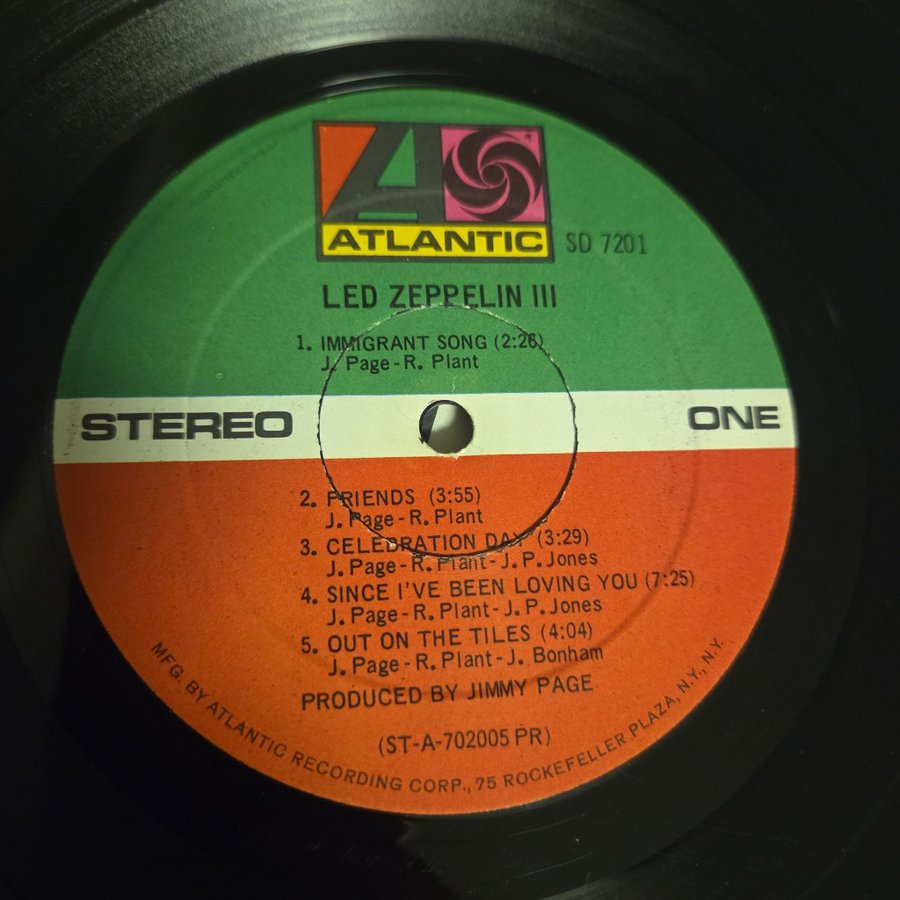 ATLANTIC
SD 7201
LED ZEPPELIN III
1. IMMIGRANT SONG (2:26)
J. Page - R. Plant
STEREO
ONE
2. FRIENDS (3:55)
J. Page - R. Plant
3. CELEBRATION DAY (3:29)
J. Page - R. Plant - J. P. Jones
4. SINCE I'VE BEEN LOVING YOU (7:25)
J. Page - R. Plant - J. P. Jones
5. OUT ON THE TILES (4:04)
J. Page - R. Plant - J. Bonham
PRODUCED BY JIMMY PAGE
(ST-A-702005 PR)
MFG. BY ATLANTIC RECORDING CORP., 75 ROCKEFELLER PLAZA, N.Y., N.Y.